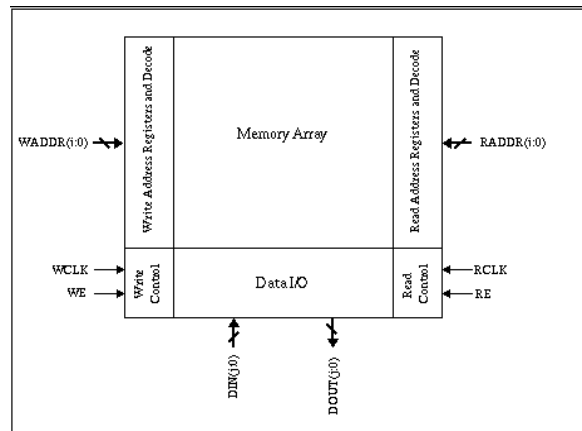 Write Address Registers and Decode
Memory Array
Read Address Registers and Decode
WADDR(i:0)
RADDR(i:0)
WCLK
WE
Write
Control
Data I/O
Read
Control
RCLK
RE
DIN(j:0)
DOUT(j:0)